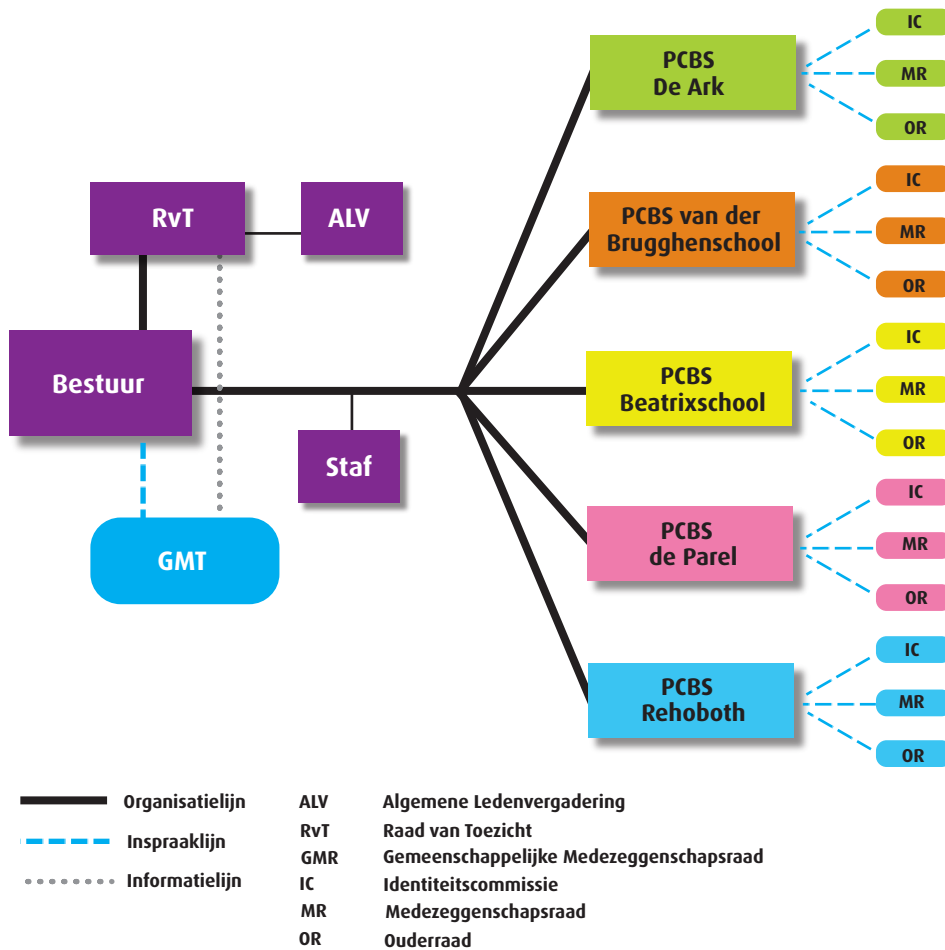 RvT
ALV
Bestuur
Staf
GMT
PCBS
De Ark
IC
MR
OR
PCBS van der
Brugghenschool
IC
MR
OR
PCBS
Beatrixschool
IC
MR
OR
PCBS
de Parel
IC
MR
OR
PCBS
Rehoboth
IC
MR
OR
Organisatielijn
Inspraaklijn
Informatielijn
ALV Algemene Ledenvergadering
RvT Raad van Toezicht
GMR Gemeenschappelijke Medezeggenschapsraad
IC Identiteitscommissie
MR Medezeggenschapsraad
OR Ouderraad